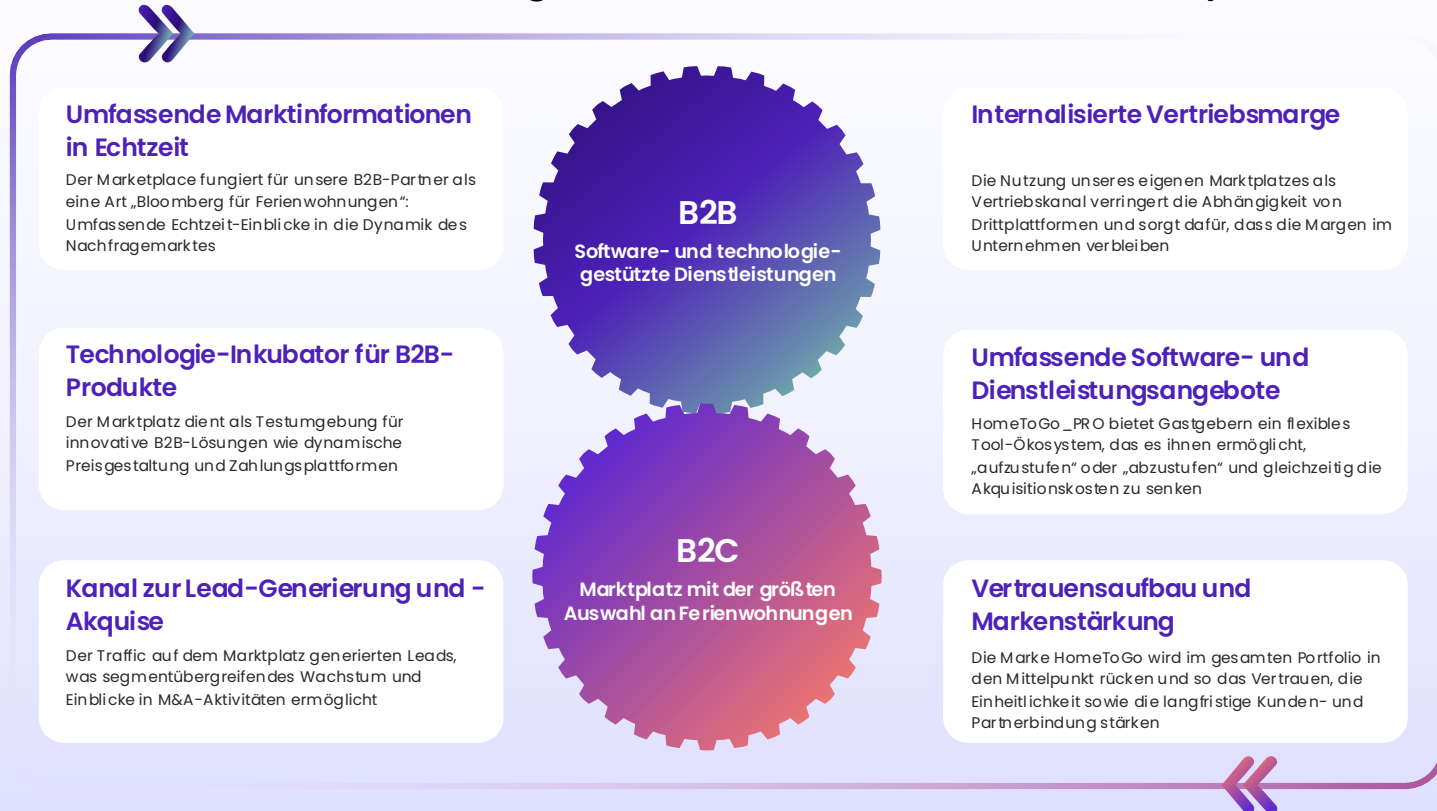 Umfassende Marktinformationen
in Echtzeit
Der Marketplace fungiert für unsere B2B-Partner als
eine Art „Bloomberg für Ferienwohnungen“:
Umfassende Echtzeit-Einblicke in die Dynamik des
Nachfragemarktes
Technologie-Inkubator für B2B-
Produkte
Der Marktplatz dient als Testumgebung für
innovative B2B-Lösungen wie dynamische
Preisgestaltung und Zahlungsplattformen
Kanal zur Lead-Generierung und -
Akquise
Der Traffic auf dem Marktplatz generierten Leads,
was segmentübergreifendes Wachstum und
Einblicke in M&A-Aktivitäten ermöglicht
B2B
Software- und technologie-
gestützte Dienstleistungen
B2C
Marktplatz mit der größten
Auswahl an Ferienwohnungen
Internalisierte Vertriebsmarge
Die Nutzung unseres eigenen Marktplatzes als
Vertriebskanal verringert die Abhängigkeit von
Drittplattformen und sorgt dafür, dass die Margen im
Unternehmen verbleiben
Umfassende Software- und
Dienstleistungsangebote
HomeToGo_PRO bietet Gastgebern ein flexibles
Tool-Ökosystem, das es ihnen ermöglicht,
„aufzustufen“ oder „abzustufen“ und gleichzeitig die
Akquisitionskosten zu senken
Vertrauensaufbau und
Markenstärkung
Die Marke HomeToGo wird im gesamten Portfolio in
den Mittelpunkt rücken und so das Vertrauen, die
Einheitlichkeit sowie die langfristige Kunden- und
Partnerbindung stärken